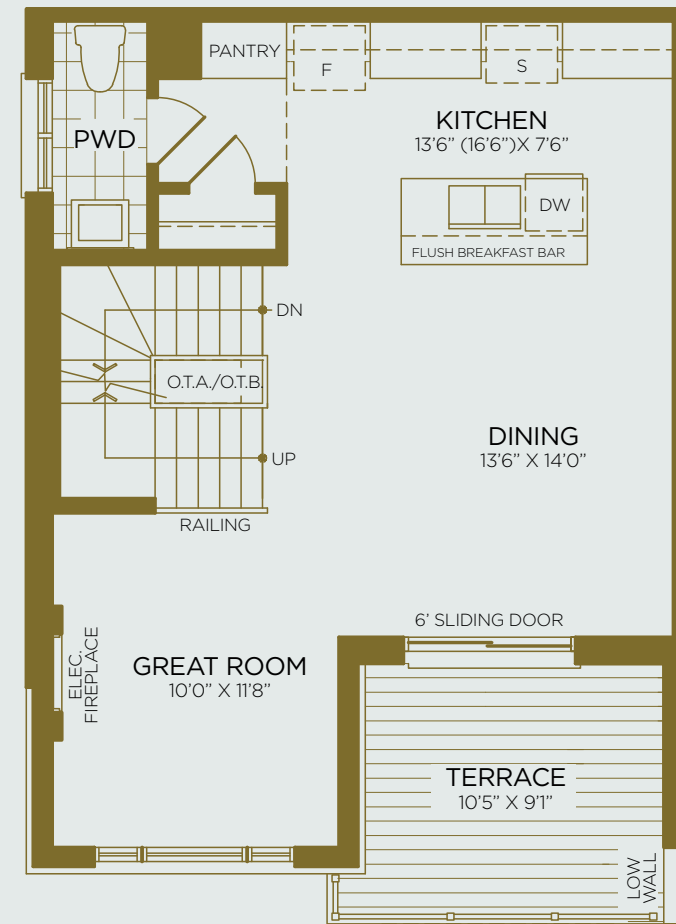 PANTRY
F
S
PWD
KITCHEN
13'6” (16'6”)X 7'6”
DW
FLUSH BREAKFAST BAR
DN
O.T.A./O.T.B.
DINING
13'6” X 14'0”
UP
RAILING
6’ SLIDING DOOR
ELEC.
FIREPLACE
GREAT ROOM
10'0” X 11'8”
TERRACE
10'5” X 9'1”
LOW
WALL